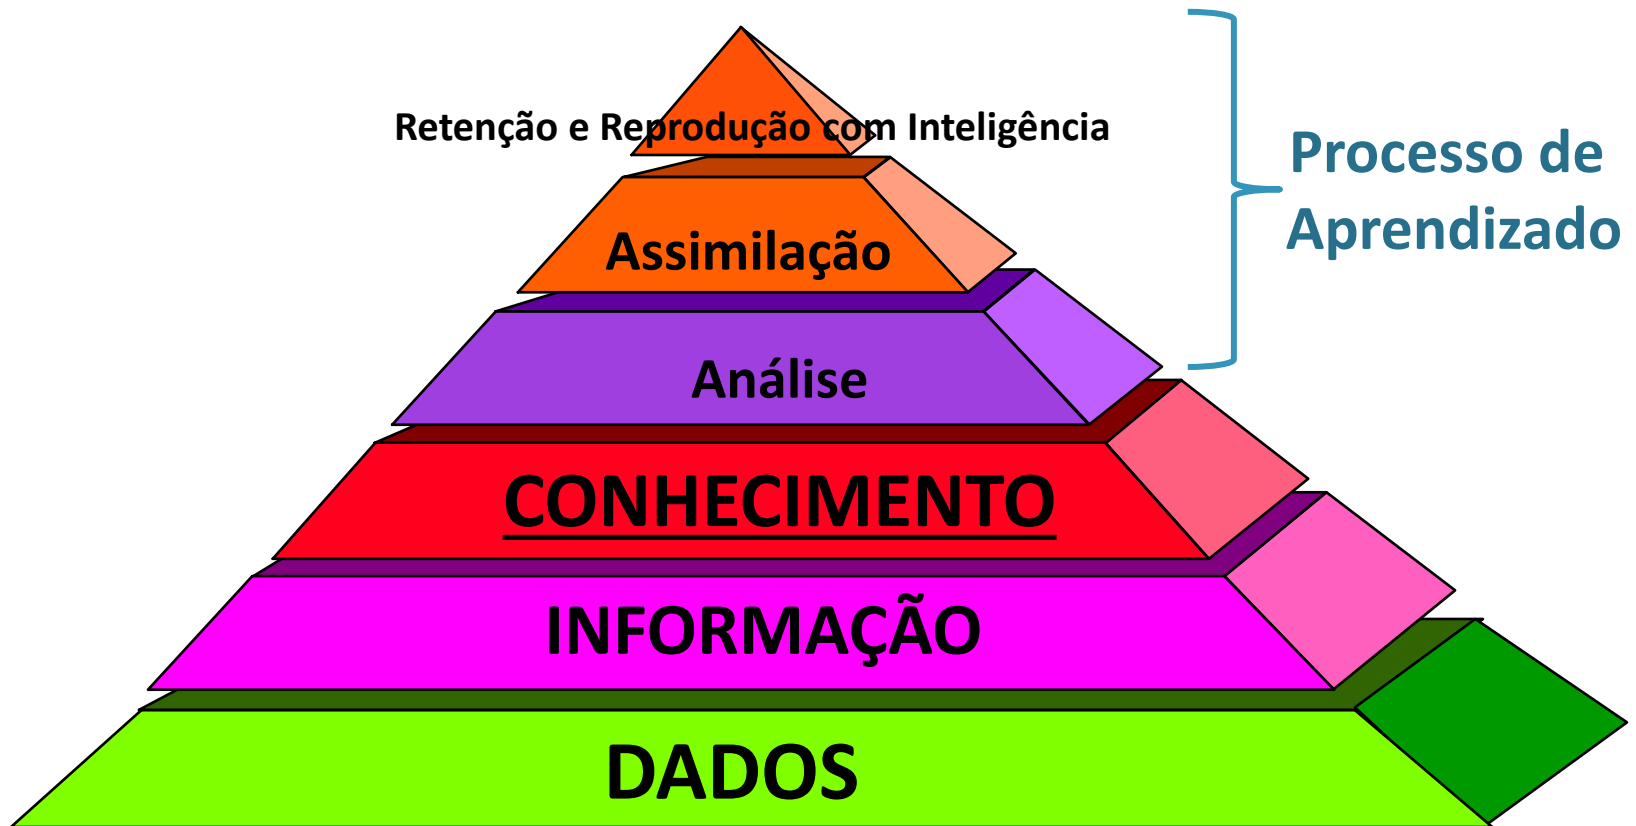 Retenção e Reprodução com Inteligência
Processo de
Aprendizado
Assimilação
Análise
CONHECIMENTO
INFORMAÇÃO
DADOS